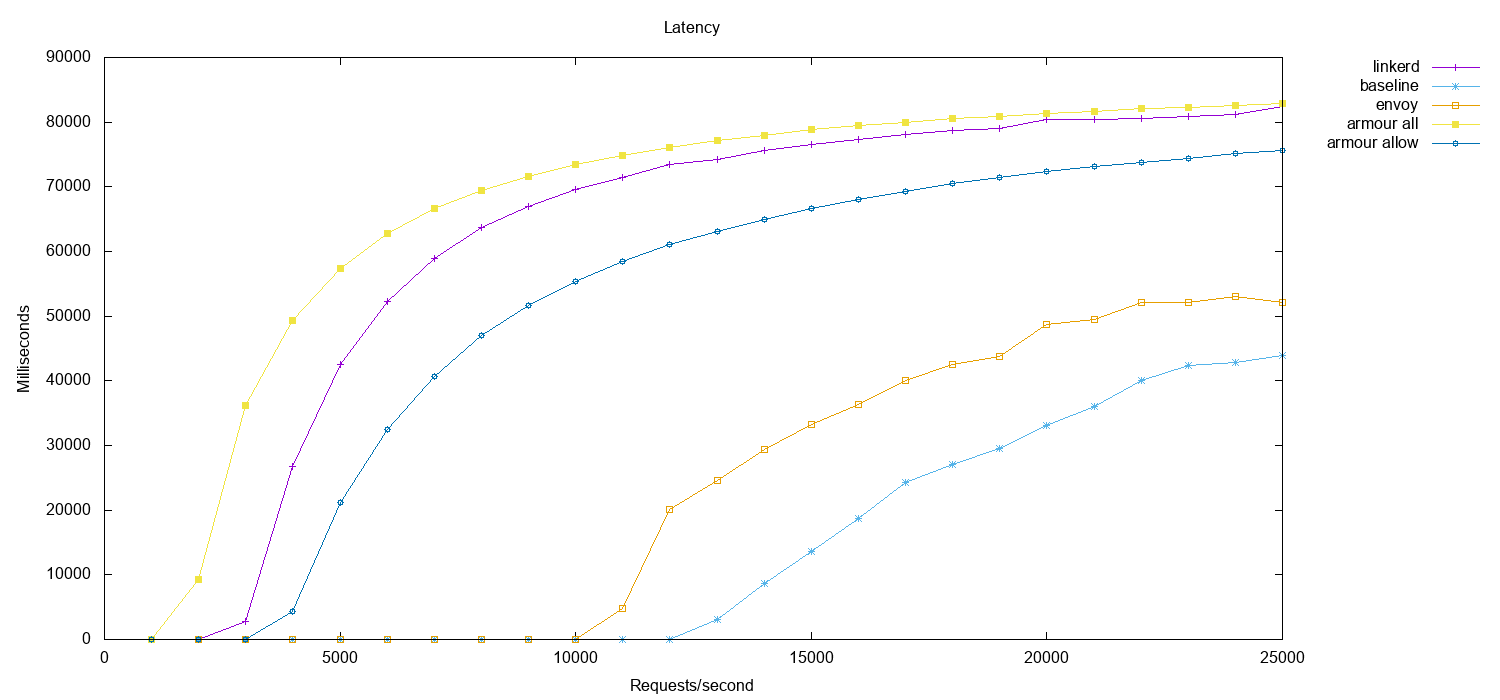 Latency
90000
80000
70000
60000
50000
40000
30000
20000
10000
0
Milliseconds
0 5000 10000 15000 20000 25000
Requests/second
linkerd
baseline
envoy
armour all
armour allow